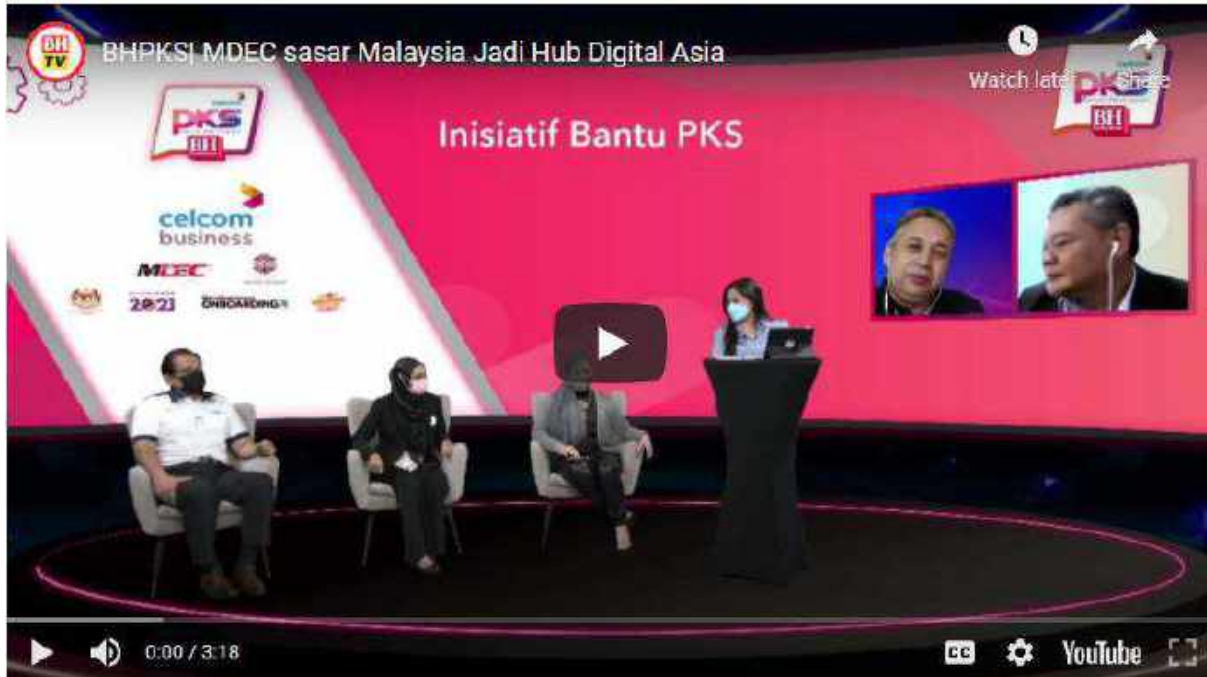 BH
TV
BHPKS| MDEC sasar Malaysia Jadi Hub Digital Asia
Watch later
Share
PKS
BH
Inisiatif Bantu PKS
PKS
BH
celcom
business
MDEC
2021
ONBOARDING
0:00 / 3:18
CC
YouTube